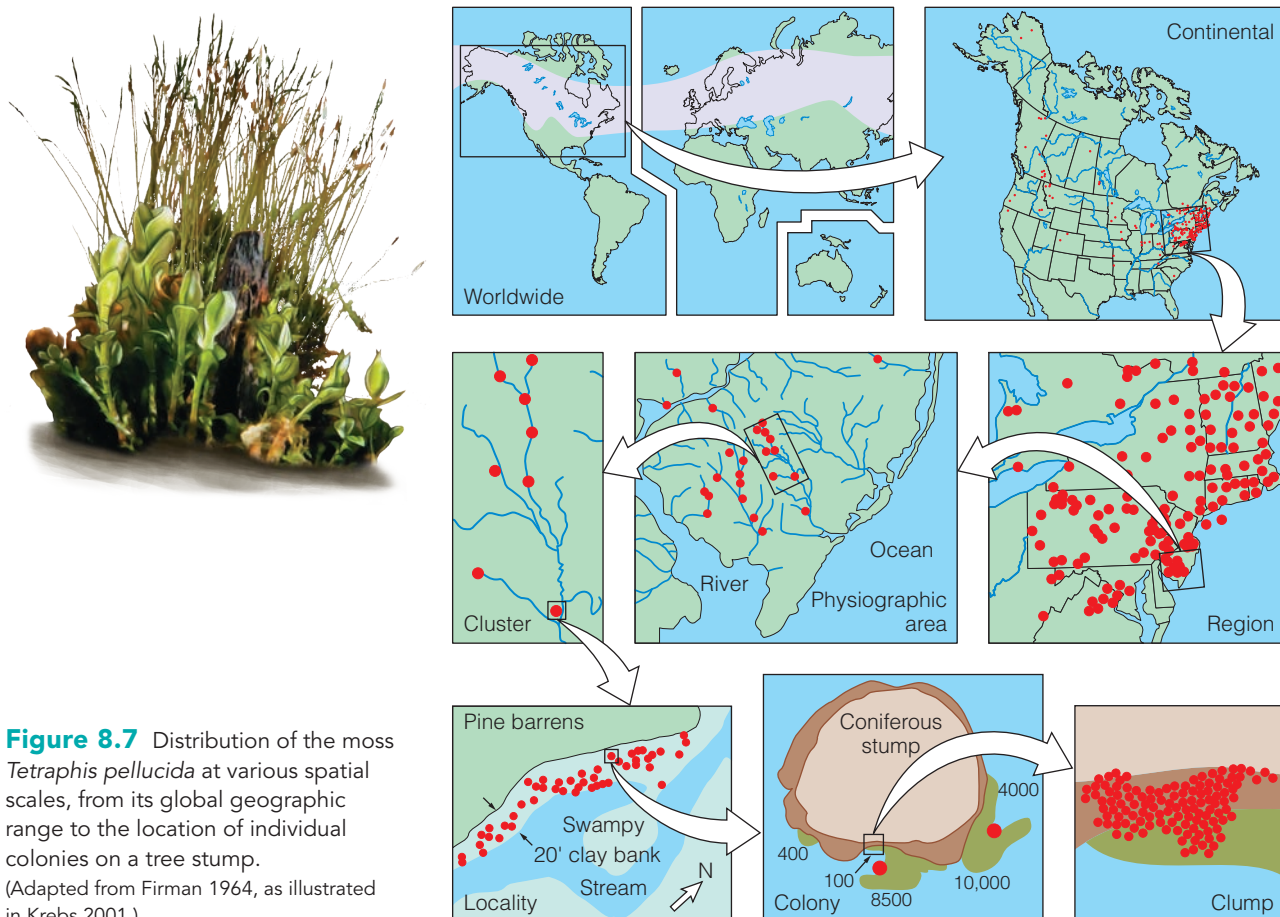 Worldwide
Continental
Cluster
River
Ocean
Physiographic
area
Region
Pine barrens
Swampy
20' clay bank
Stream
N
Locality
Coniferous
stump
4000
400
100
8500
10,000
Colony
Clump
Figure 8.7 Distribution of the moss
Tetraphis pellucida at various spatial
scales, from its global geographic
range to the location of individual
colonies on a tree stump.
(Adapted from Firman 1964, as illustrated
in Krebs 2001.)